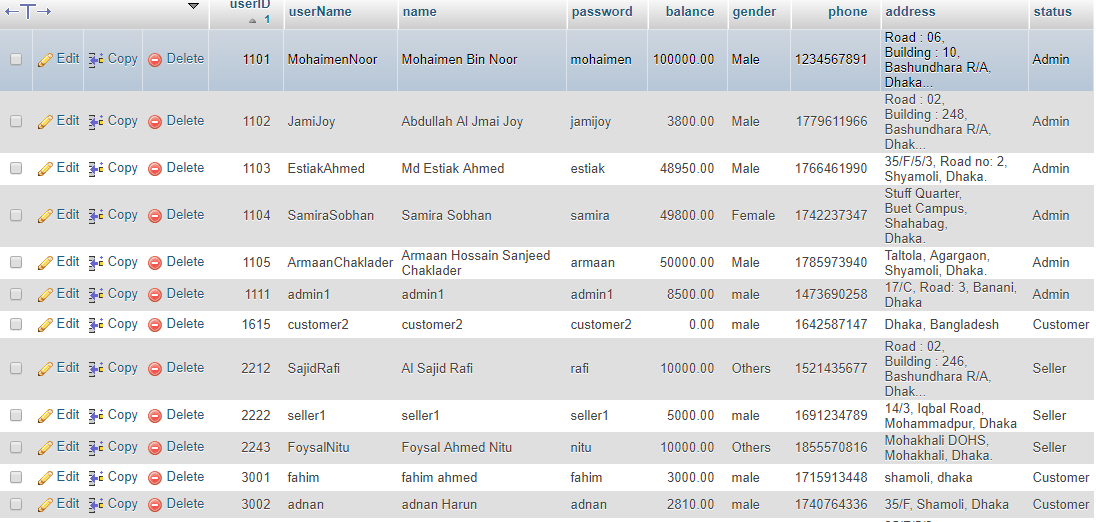 userID userName name password balance gender phone address status
1
Edit Copy Delete 1101 MohaimenNoor Mohaimen Bin Noor mohaimen 100000.00 Male 1234567891 Road : 06,
Building : 10,
Bashundhara R/A,
Dhaka... Admin
Edit Copy Delete 1102 JamiJoy Abdullah Al Jmai Joy jamijoy 3800.00 Male 1779611966 Road : 02,
Building : 248,
Bashundhara R/A,
Dhak... Admin
Edit Copy Delete 1103 EstiakAhmed Md Estiak Ahmed estiak 48950.00 Male 1766461990 35/F/5/3, Road no: 2,
Shyamoli, Dhaka. Admin
Edit Copy Delete 1104 SamiraSobhan Samira Sobhan samira 49800.00 Female 1742237347 Stuff Quarter,
Buet Campus,
Shahabag,
Dhaka. Admin
Edit Copy Delete 1105 ArmaanChaklader Armaan Hossain Sanjeed
Chaklader armaan 50000.00 Male 1785973940 Taltola, Agargaon,
Shyamoli, Dhaka. Admin
Edit Copy Delete 1111 admin1 admin1 admin1 8500.00 male 1473690258 17/C, Road: 3, Banani,
Dhaka Admin
Edit Copy Delete 1615 customer2 customer2 customer2 0.00 male 1642587147 Dhaka, Bangladesh Customer
Edit Copy Delete 2212 SajidRafi Al Sajid Rafi rafi 10000.00 Others 1521435677 Road : 02,
Building : 246,
Bashundhara R/A,
Dhak... Seller
Edit Copy Delete 2222 seller1 seller1 seller1 5000.00 male 1691234789 14/3, Iqbal Road,
Mohammadpur, Dhaka Seller
Edit Copy Delete 2243 FoysalNitu Foysal Ahmed Nitu nitu 10000.00 Others 1855570816 Mohakhali DOHS,
Mohakhali, Dhaka. Seller
Edit Copy Delete 3001 fahim fahim ahmed fahim 3000.00 male 1715913448 shamoli, dhaka Customer
Edit Copy Delete 3002 adnan adnan Harun adnan 2810.00 male 1740764336 35/F, Shamoli, Dhaka Customer